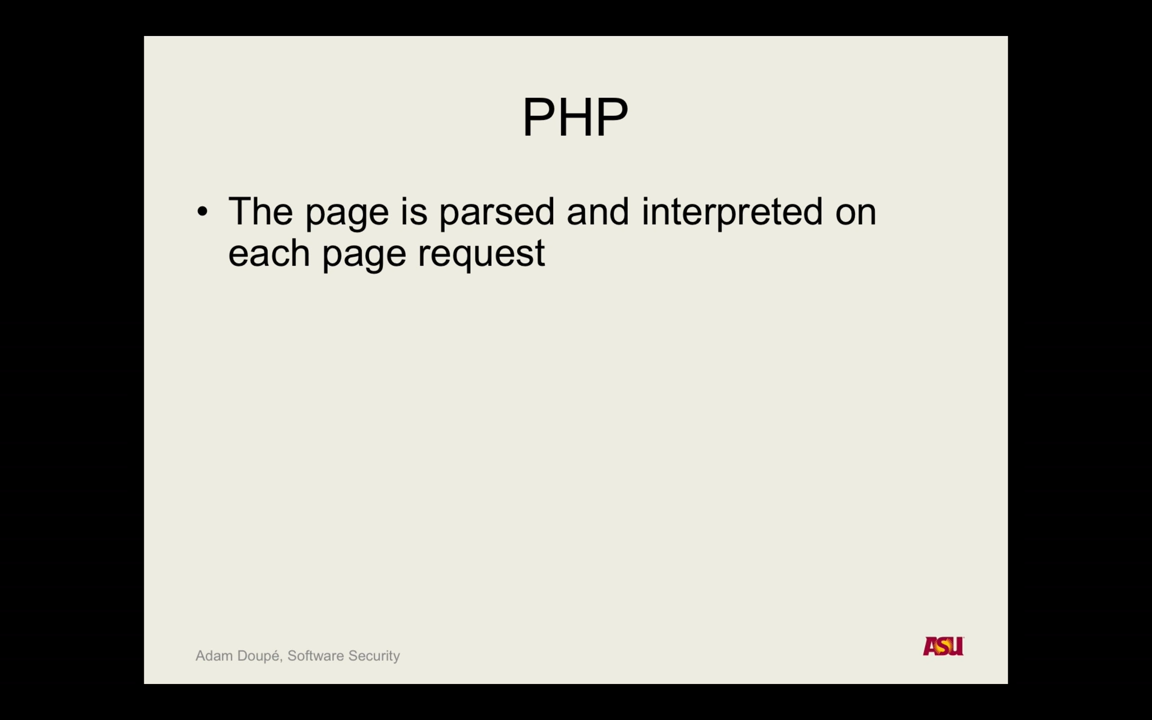 PHP
• The page is parsed and interpreted on
each page request
Adam Doupé, Software Security
ASU